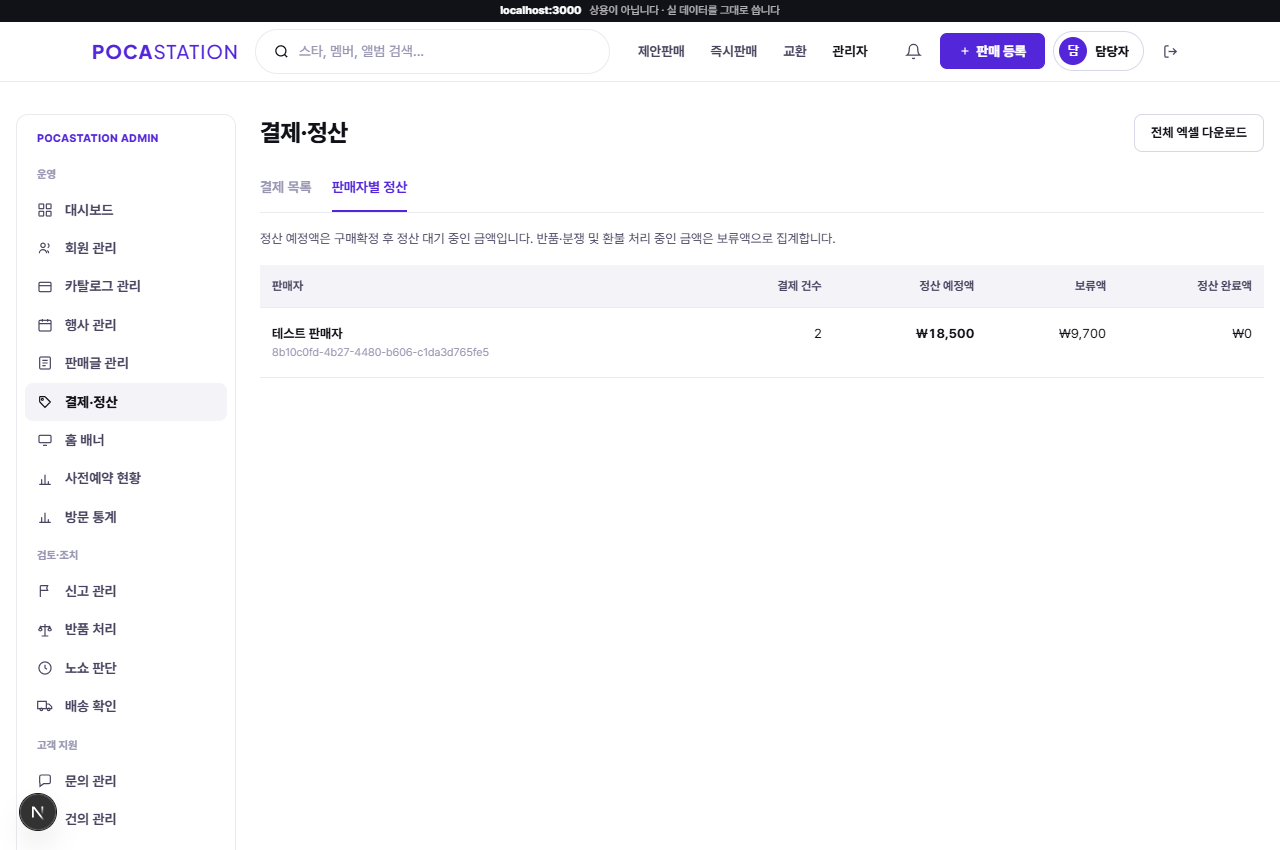 localhost:3000 상용이 아닙니다 · 실 데이터를 그대로 씁니다
POCASTATION
스타, 멤버, 앨범 검색...
제안판매
즉시판매
교환
관리자
+ 판매 등록
담 담당자
POCASTATION ADMIN
운영
대시보드
회원 관리
카탈로그 관리
행사 관리
판매글 관리
결제·정산
홈 배너
사전예약 현황
방문 통계
검토·조치
신고 관리
반품 처리
노쇼 판단
배송 확인
고객 지원
문의 관리
건의 관리
N
결제·정산
전체 엑셀 다운로드
결제 목록
판매자별 정산
정산 예정액은 구매확정 후 정산 대기 중인 금액입니다. 반품·분쟁 및 환불 처리 중인 금액은 보류액으로 집계합니다.
판매자 결제 건수 정산 예정액 보류액 정산 완료액
테스트 판매자 2 ₩18,500 ₩9,700 ₩0
8b10c0fd-4b27-4480-b606-c1da3d765fe5